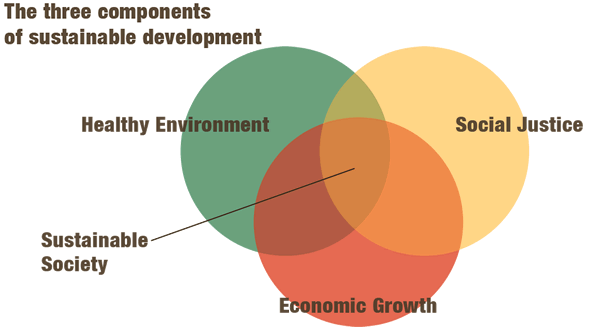 The three components
of sustainable development
Healthy Environment
Social Justice
Sustainable
Society
Economic Growth